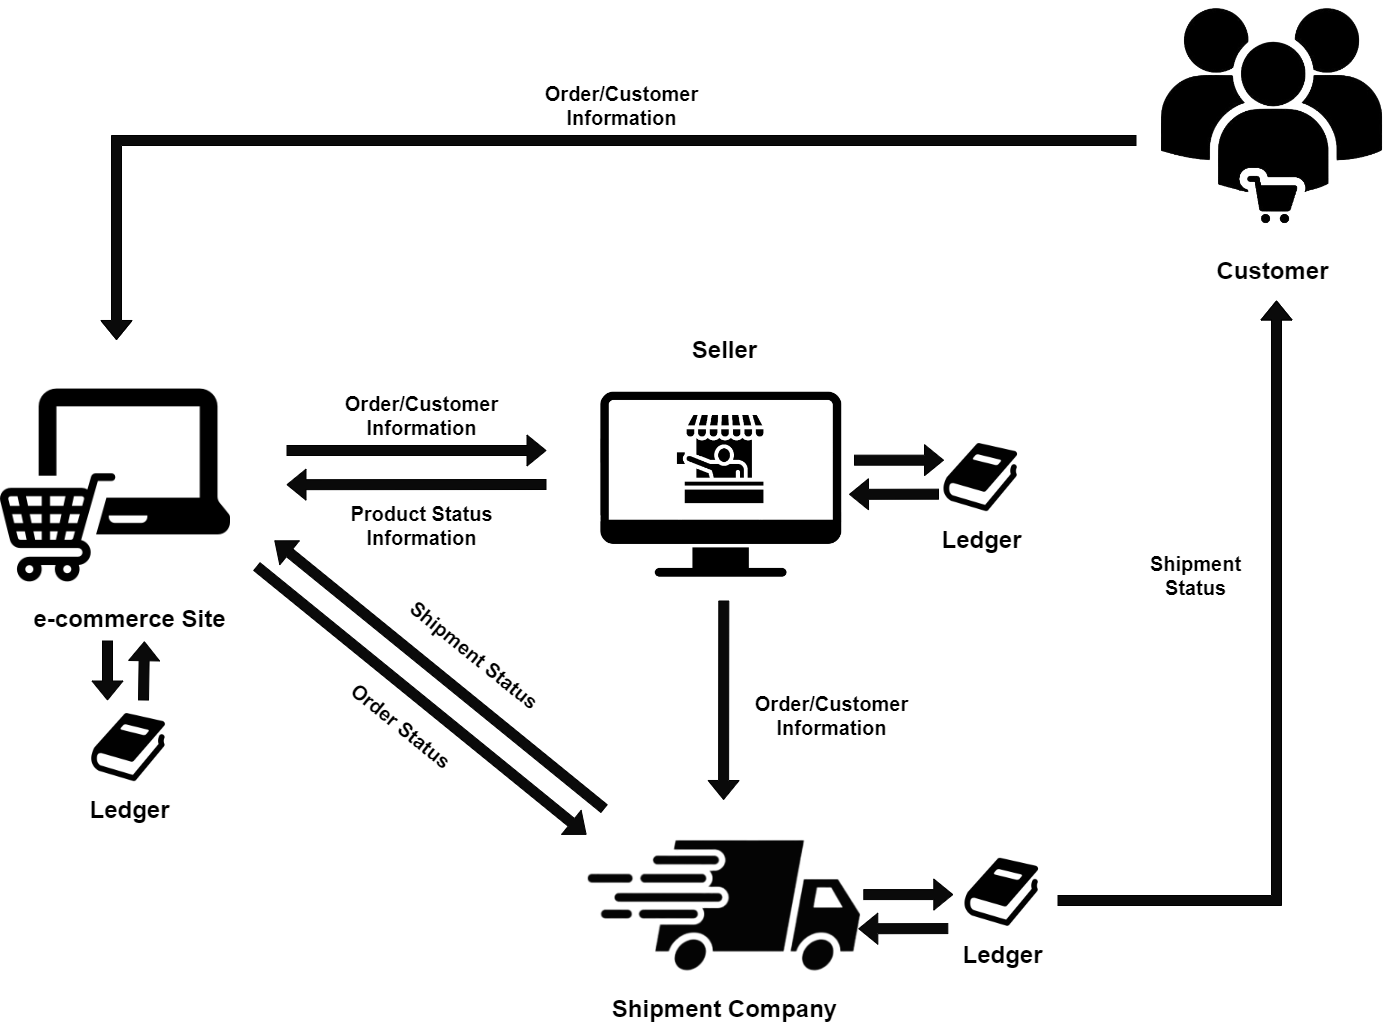 Order/Customer
Information
Customer
Seller
Order/Customer
Information
Product Status
Information
Ledger
Shipment
Status
e-commerce Site
Shipment Status
Order Status
Order/Customer
Information
Ledger
Ledger
Shipment Company